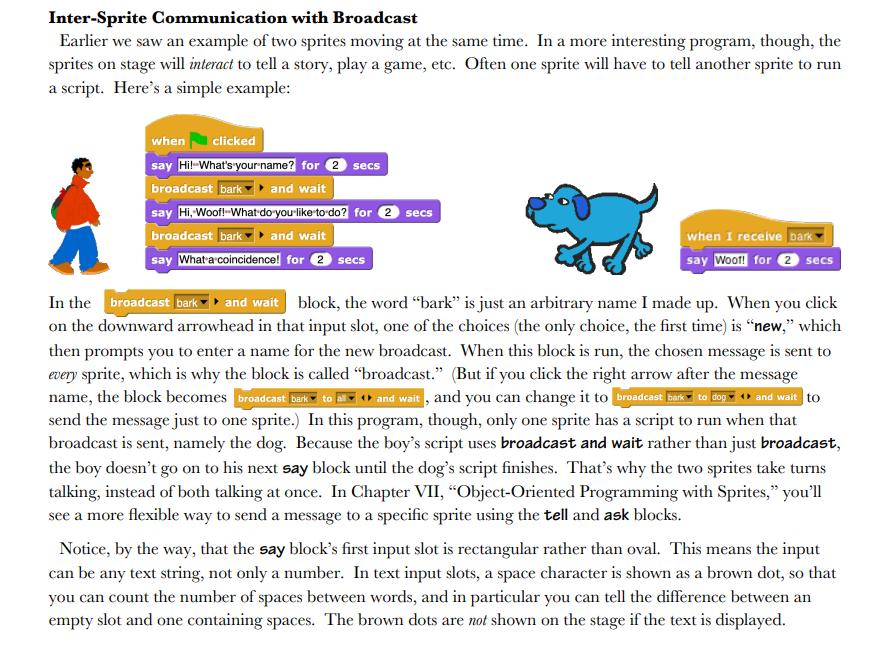 Inter-Sprite Communication with Broadcast
Earlier we saw an example of two sprites moving at the same time. In a more interesting program, though, the
sprites on stage will interact to tell a story, play a game, etc. Often one sprite will have to tell another sprite to run
a script. Here's a simple example:
when clicked
say Hi!··What's·your·name? for 2 secs
broadcast bark and wait
say Hi,·Woof!··What·do·you·like·to·do? for 2 secs
broadcast bark and wait
say What·a·coincidence! for 2 secs
when I receive bark
say Woof! for 2 secs
In the broadcast bark and wait block, the word “bark” is just an arbitrary name I made up. When you click
on the downward arrowhead in that input slot, one of the choices (the only choice, the first time) is “new,” which
then prompts you to enter a name for the new broadcast. When this block is run, the chosen message is sent to
every sprite, which is why the block is called “broadcast.” (But if you click the right arrow after the message
name, the block becomes broadcast bark to all and wait, and you can change it to broadcast bark to dog and wait to
send the message just to one sprite.) In this program, though, only one sprite has a script to run when that
broadcast is sent, namely the dog. Because the boy's script uses broadcast and wait rather than just broadcast,
the boy doesn't go on to his next say block until the dog's script finishes. That's why the two sprites take turns
talking, instead of both talking at once. In Chapter VII, “Object-Oriented Programming with Sprites,” you'll
see a more flexible way to send a message to a specific sprite using the tell and ask blocks.
Notice, by the way, that the say block's first input slot is rectangular rather than oval. This means the input
can be any text string, not only a number. In text input slots, a space character is shown as a brown dot, so that
you can count the number of spaces between words, and in particular you can tell the difference between an
empty slot and one containing spaces. The brown dots are not shown on the stage if the text is displayed.